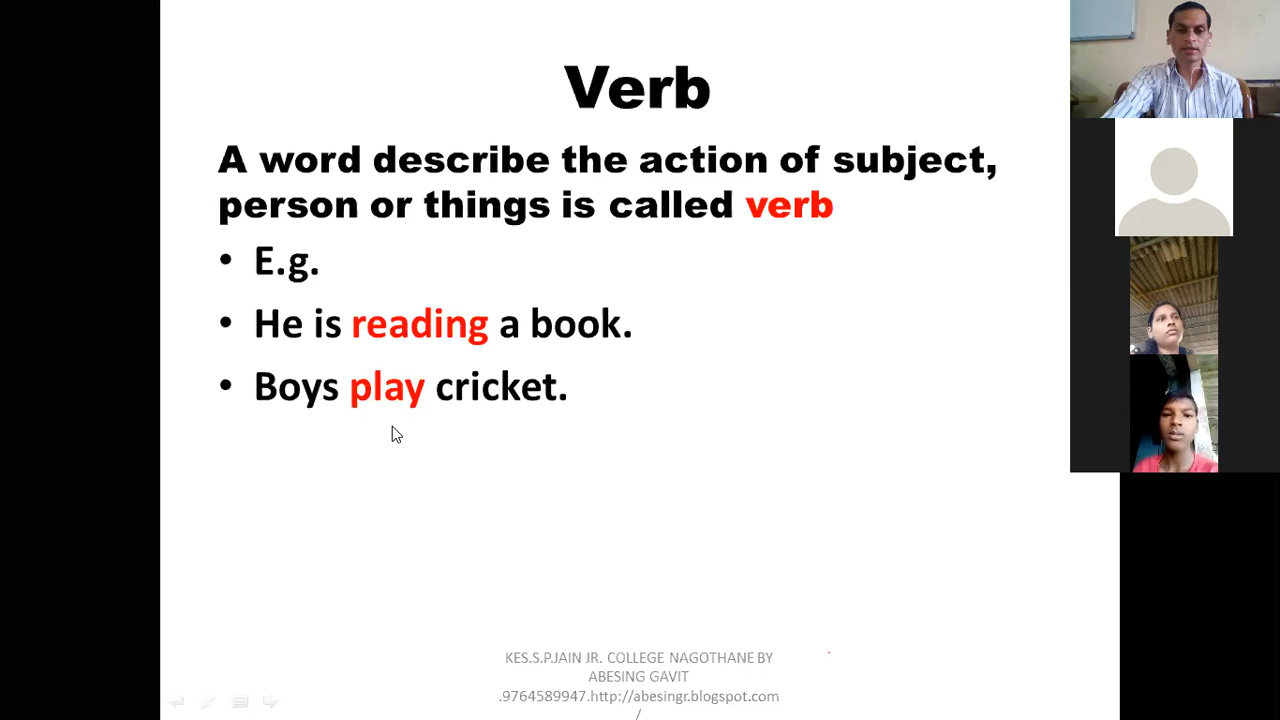 Verb
A word describe the action of subject,
person or things is called verb
• E.g.
• He is reading a book.
• Boys play cricket.
KES.S.P.JAIN JR. COLLEGE NAGOTHANE BY
ABESING GAVIT
.9764589947.http://abesingr.blogspot.com
/